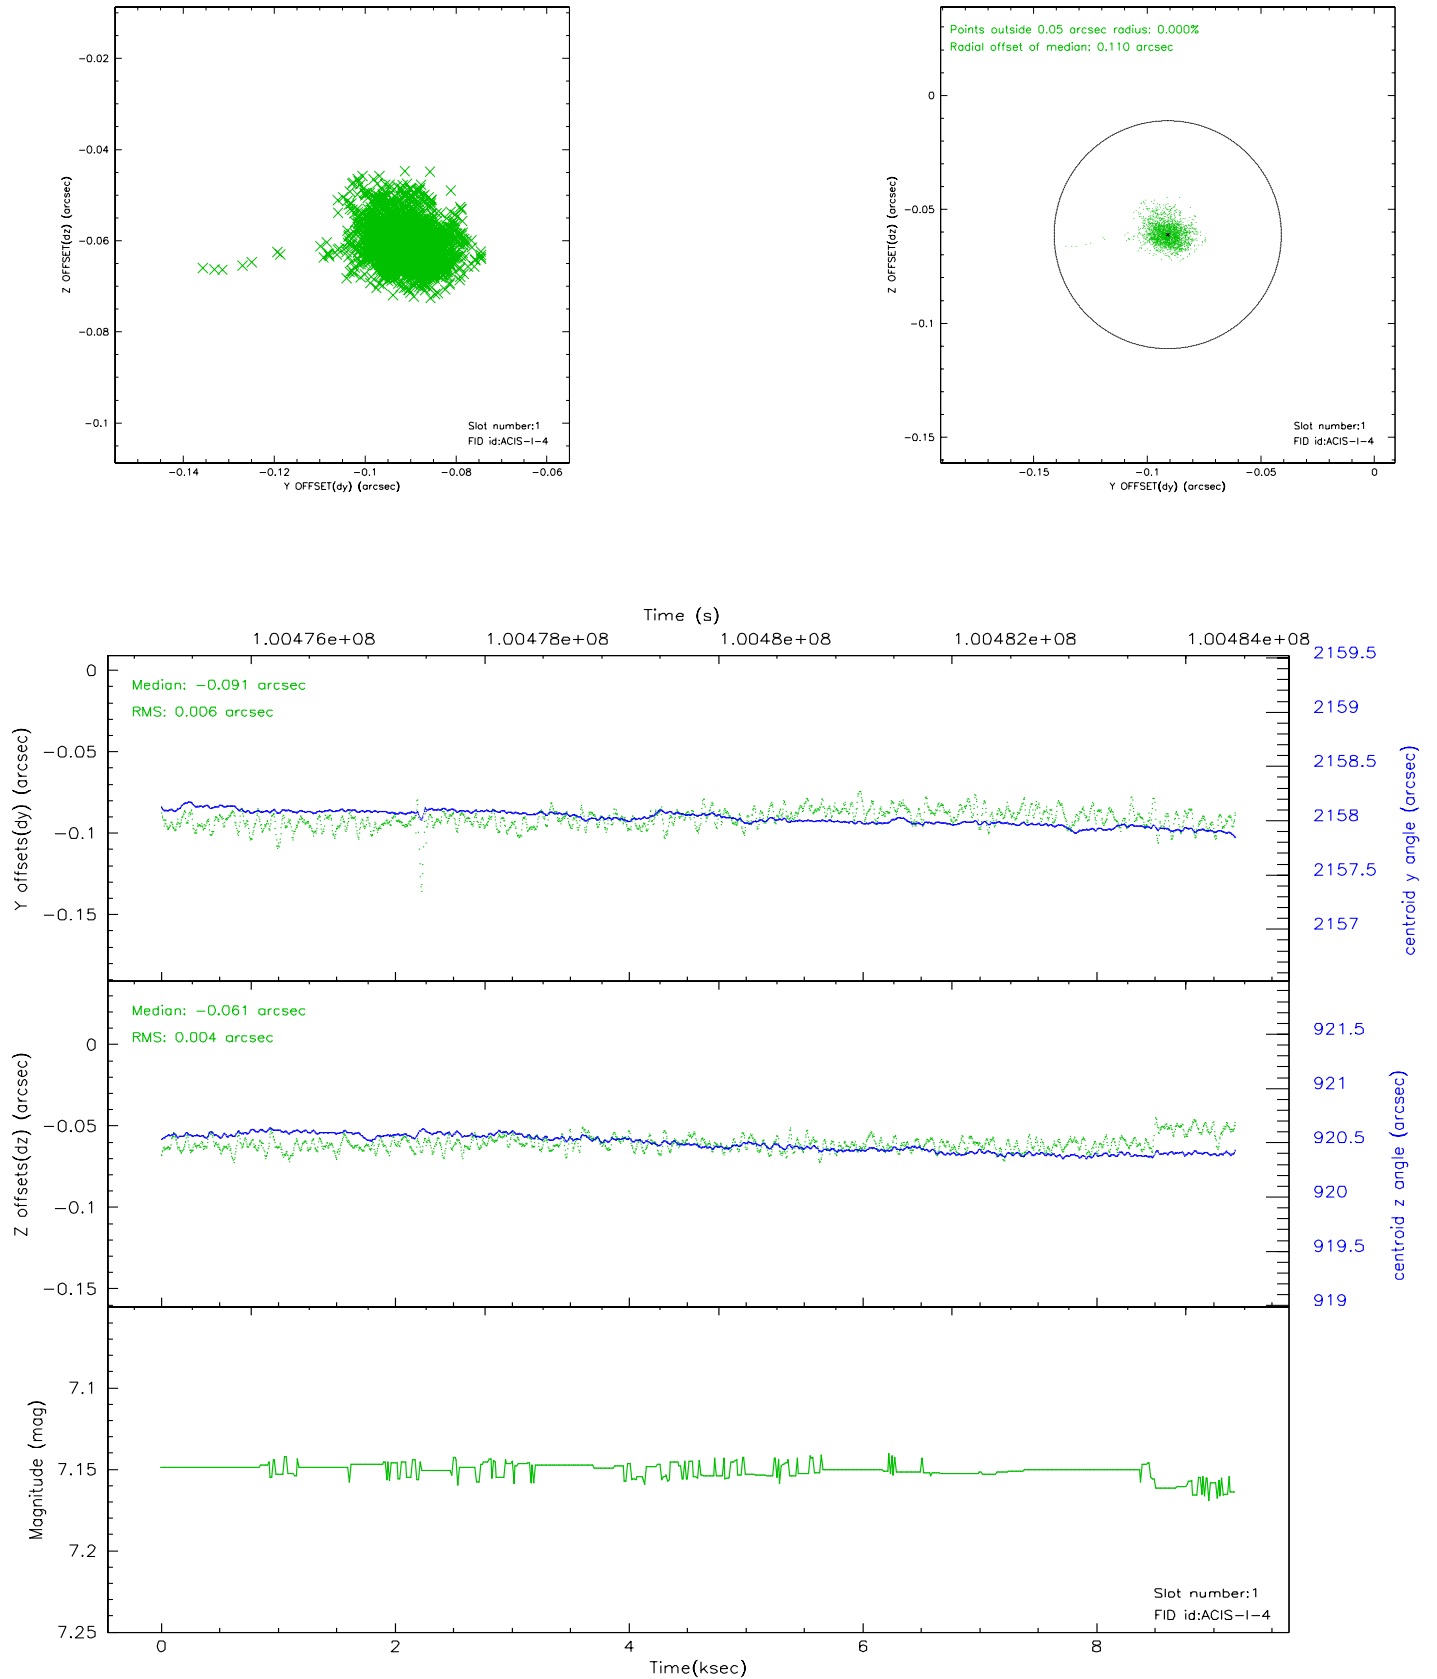 -0.02
-0.04
-0.06
-0.08
-0.1
Z OFFSET(dz) (arcsec)
-0.14 -0.12 -0.1 -0.08 -0.06
Y OFFSET(dy) (arcsec)
Slot number:1
FID id:ACIS-I-4
Points outside 0.05 arcsec radius: 0.000%
Radial offset of median: 0.110 arcsec
0
-0.05
-0.1
-0.15
Z OFFSET(dz) (arcsec)
-0.15 -0.1 -0.05 0
Y OFFSET(dy) (arcsec)
Slot number:1
FID id:ACIS-I-4
Time (s)
1.00476e+08 1.00478e+08 1.0048e+08 1.00482e+08 1.00484e+08
Median: -0.091 arcsec
RMS: 0.006 arcsec
0
-0.05
-0.1
-0.15
Y offsets(dy) (arcsec)
2159.5
2159
2158.5
2158
2157.5
2157
centroid y angle (arcsec)
Median: -0.061 arcsec
RMS: 0.004 arcsec
0
-0.05
-0.1
-0.15
Z offsets(dz) (arcsec)
921.5
921
920.5
920
919.5
919
centroid z angle (arcsec)
7.1
7.15
7.2
7.25
Magnitude (mag)
Slot number:1
FID id:ACIS-I-4
0 2 4 6 8
Time(ksec)